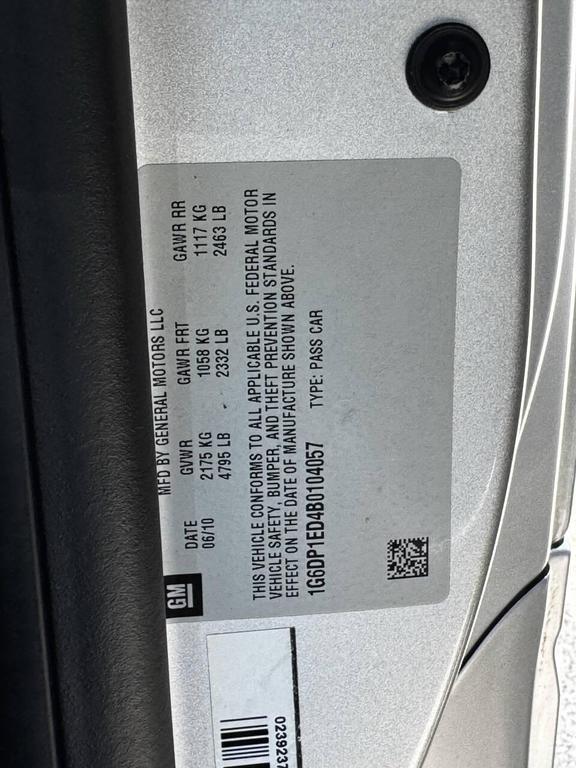 MFD BY GENERAL MOTORS LLC
GM
DATE GVWR GAWR FRT GAWR RR
06/10 2175 KG 1058 KG 1117 KG
4795 LB 2332 LB 2463 LB
THIS VEHICLE CONFORMS TO ALL APPLICABLE U.S. FEDERAL MOTOR
VEHICLE SAFETY, BUMPER, AND THEFT PREVENTION STANDARDS IN
EFFECT ON THE DATE OF MANUFACTURE SHOWN ABOVE.
1G6DP1ED4B0104057 TYPE: PASS CAR
0239237